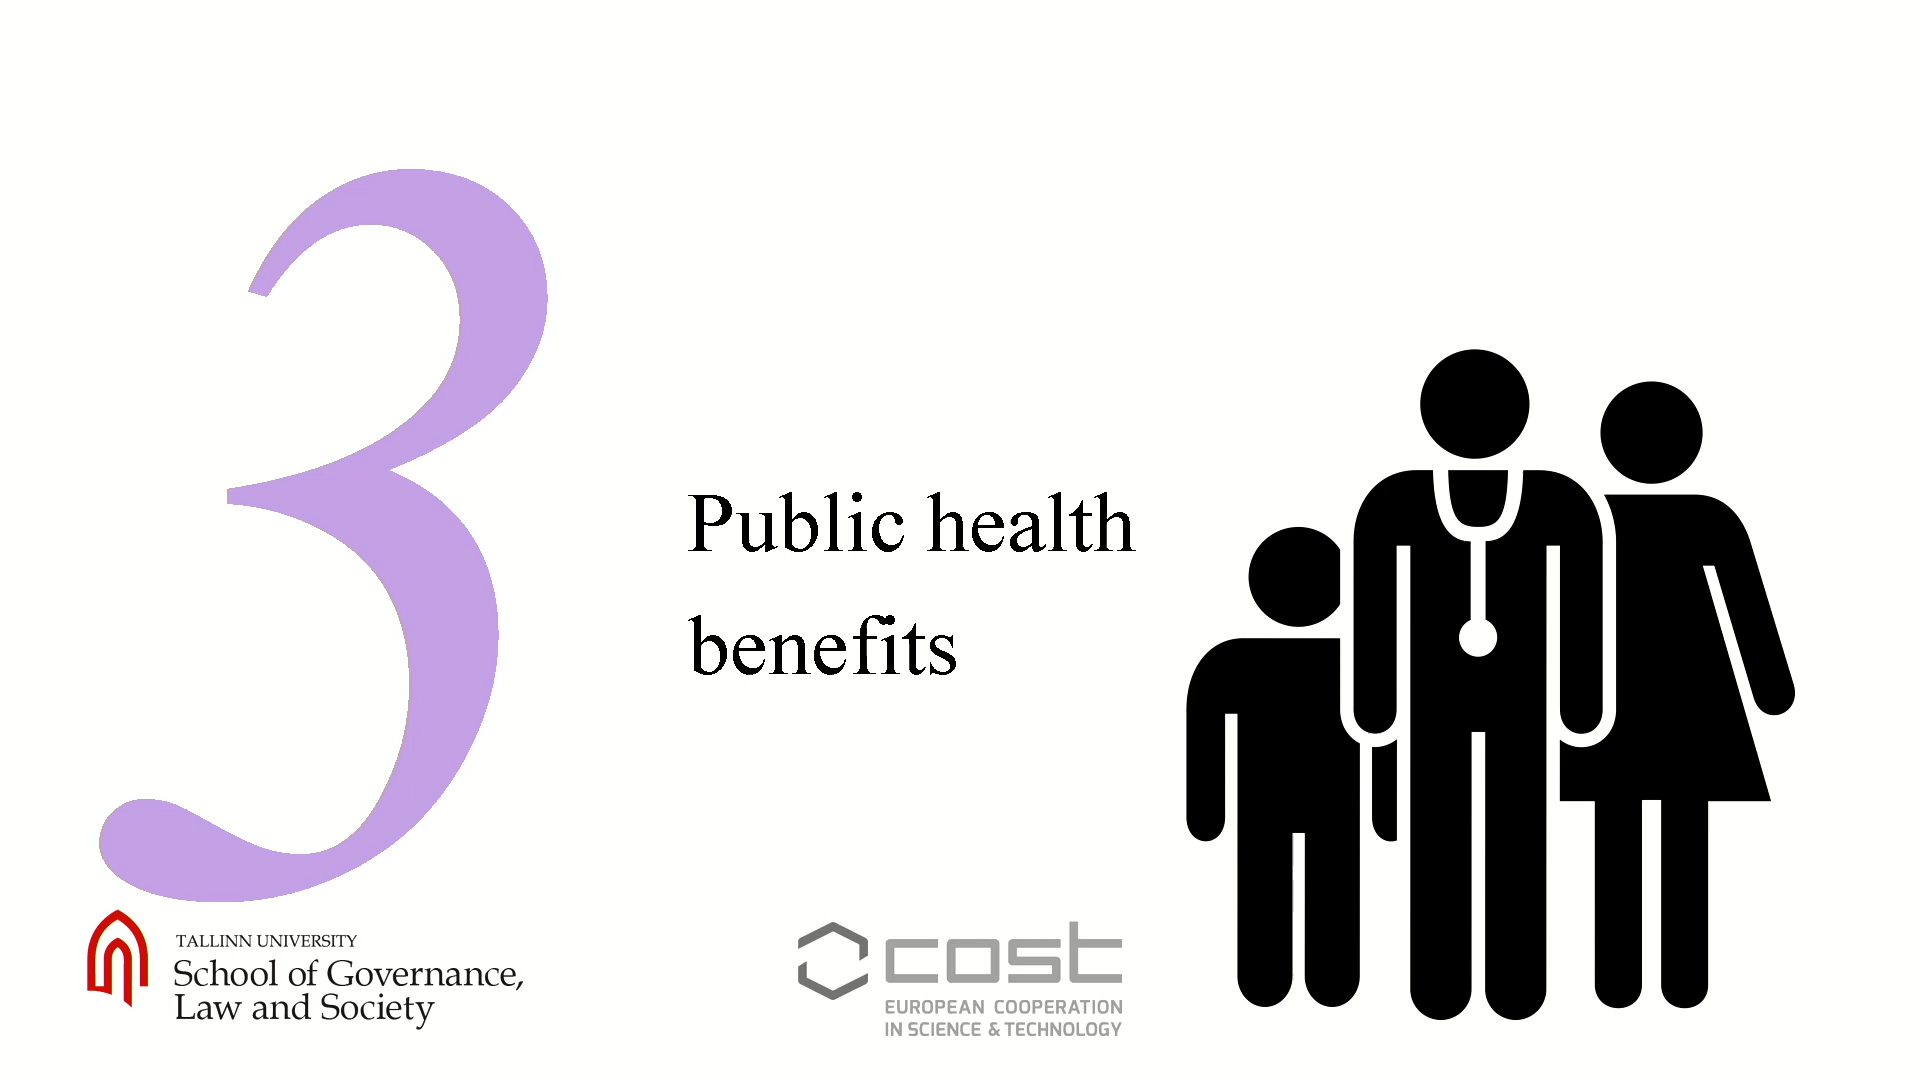 3
Public health
benefits
TALLINN UNIVERSITY
School of Governance,
Law and Society
cost
EUROPEAN COOPERATION
IN SCIENCE & TECHNOLOGY